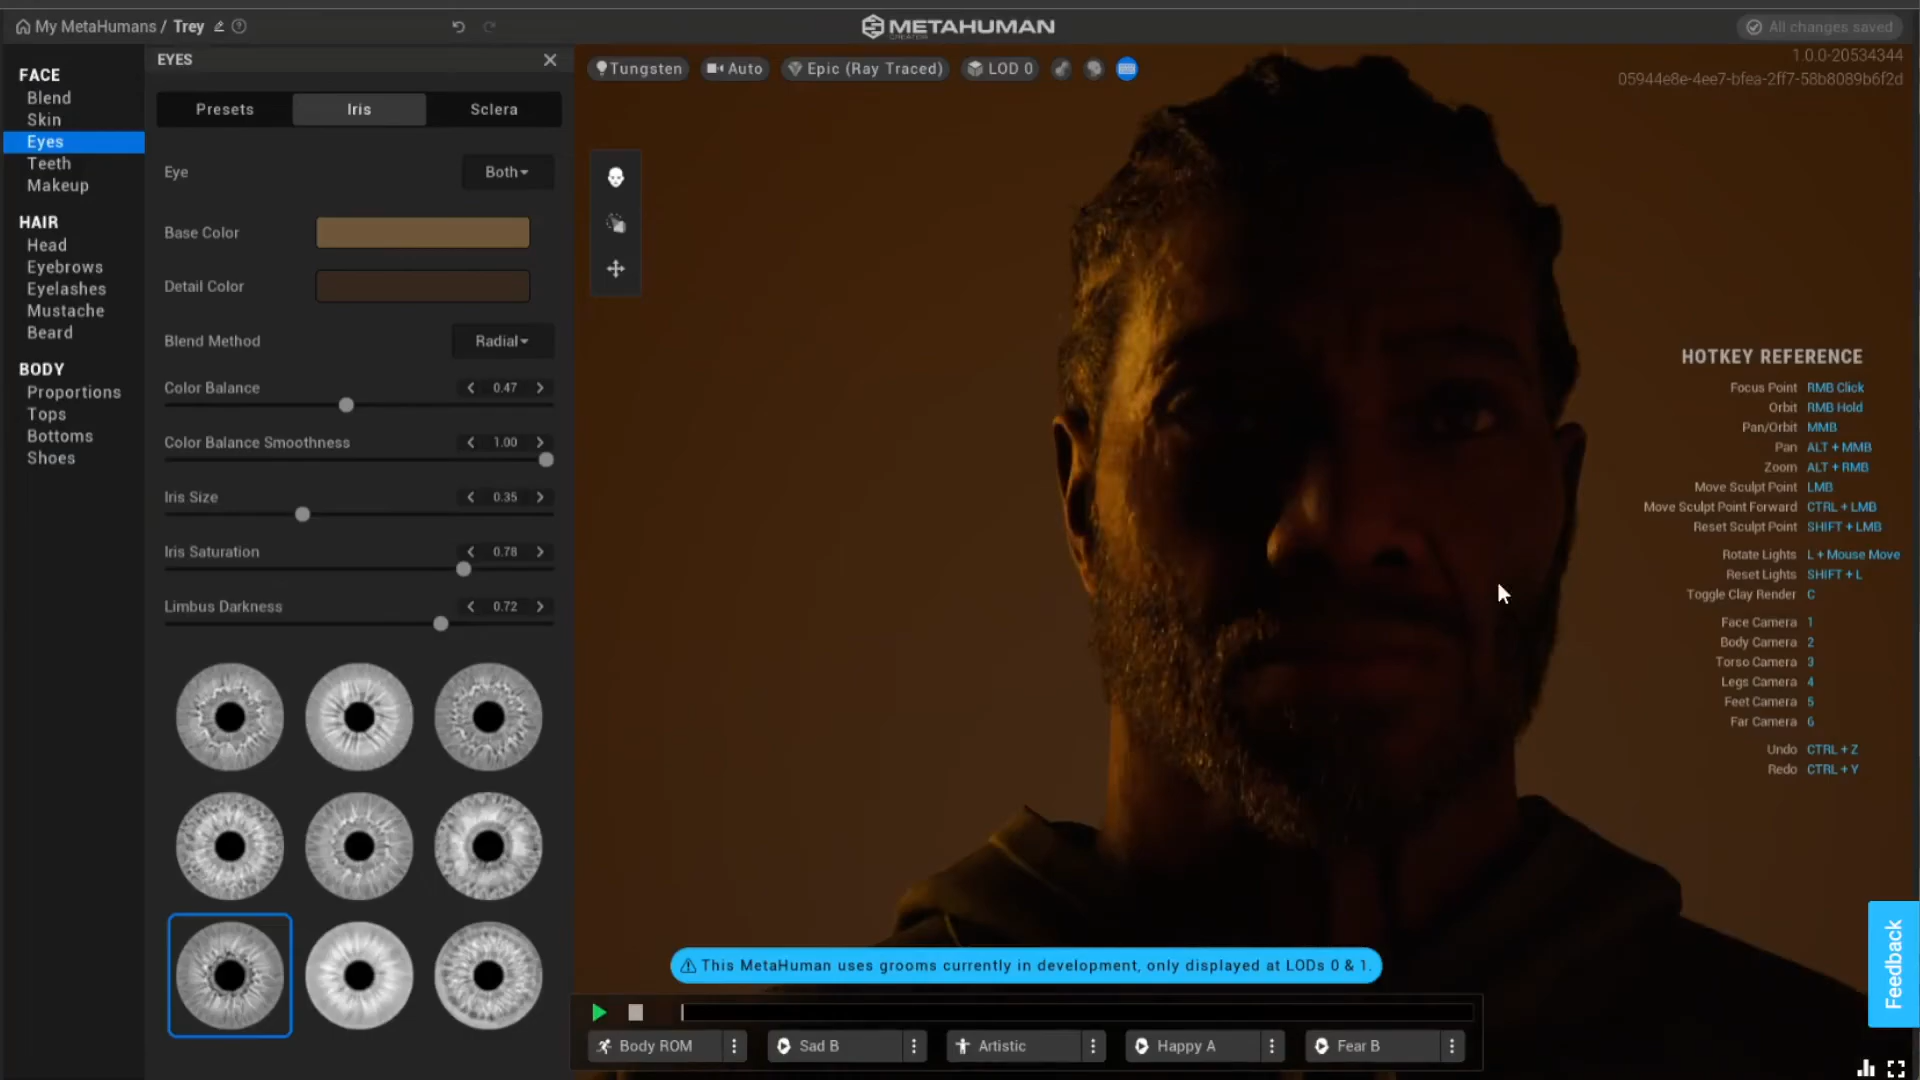 My MetaHumans / Trey
METAHUMAN
CREATOR
All changes saved
FACE
Blend
Skin
Eyes
Teeth
Makeup
HAIR
Head
Eyebrows
Eyelashes
Mustache
Beard
BODY
Proportions
Tops
Bottoms
Shoes
EYES
Presets
Iris
Sclera
Eye
Both
Base Color
Detail Color
Blend Method
Radial
Color Balance
0.47
Color Balance Smoothness
1.00
Iris Size
0.35
Iris Saturation
0.78
Limbus Darkness
0.72
Tungsten
Auto
Epic (Ray Traced)
LOD 0
1.0.0-20534344
05944e8e-4ee7-bfea-2ff7-58b8089b6f2d
HOTKEY REFERENCE
Focus Point RMB Click
Orbit RMB Hold
Pan/Orbit MMB
Pan ALT + MMB
Zoom ALT + RMB
Move Sculpt Point LMB
Move Sculpt Point Forward CTRL + LMB
Reset Sculpt Point SHIFT + LMB
Rotate Lights L + Mouse Move
Reset Lights SHIFT + L
Toggle Clay Render C
Face Camera 1
Body Camera 2
Torso Camera 3
Legs Camera 4
Feet Camera 5
Far Camera 6
Undo CTRL + Z
Redo CTRL + Y
This MetaHuman uses grooms currently in development, only displayed at LODs 0 & 1.
Body ROM
Sad B
Artistic
Happy A
Fear B
Feedback